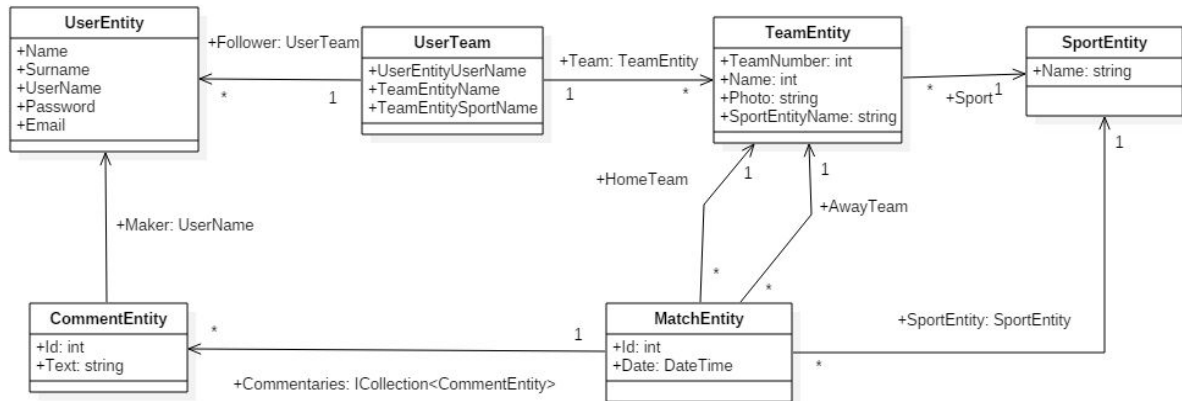 UserEntity
+Name
+Surname
+UserName
+Password
+Email
+Follower: UserTeam
*
1
UserTeam
+UserEntityUserName
+TeamEntityName
+TeamEntitySportName
+Team: TeamEntity
1
*
TeamEntity
+TeamNumber: int
+Name: int
+Photo: string
+SportEntityName: string
*
+Sport
1
SportEntity
+Name: string
+HomeTeam
1
*
+AwayTeam
1
*
1
+SportEntity: SportEntity
*
+Maker: UserName
CommentEntity
+Id: int
+Text: string
*
1
+Commentaries: ICollection<CommentEntity>
MatchEntity
+Id: int
+Date: DateTime